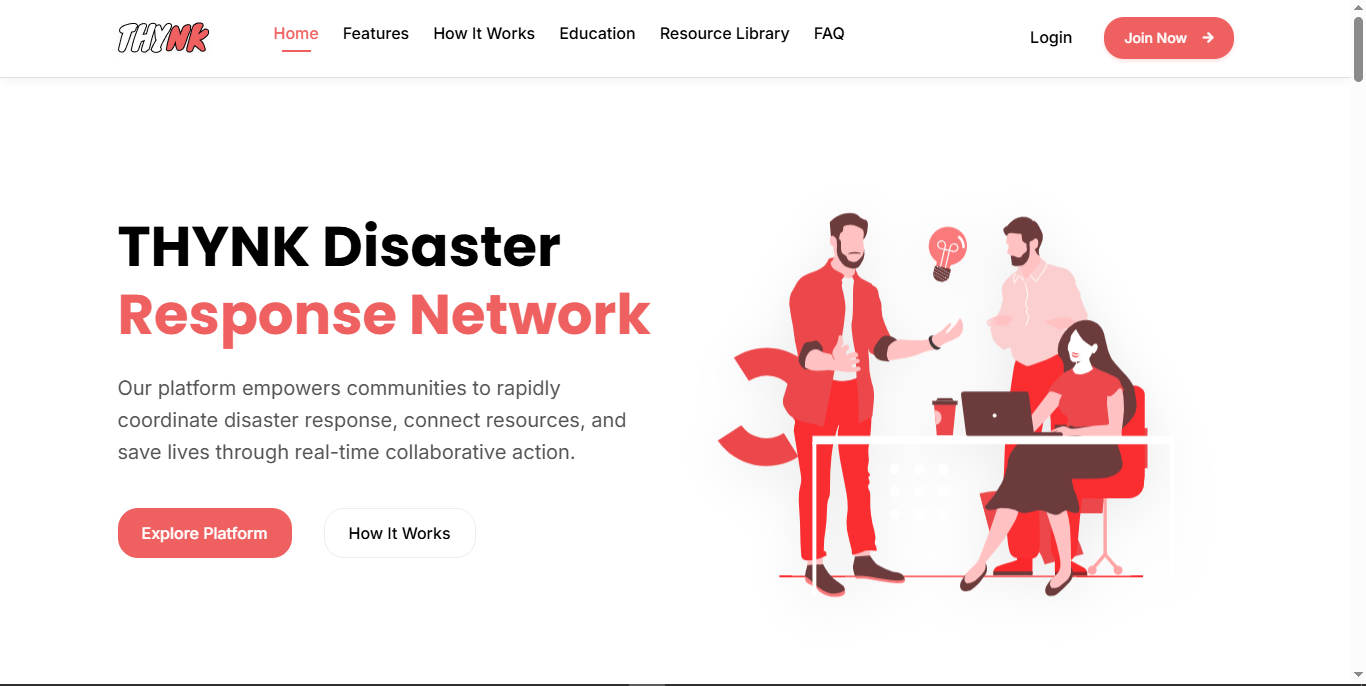 THYNK
Home Features How It Works Education Resource Library FAQ Login Join Now
THYNK Disaster
Response Network
Our platform empowers communities to rapidly
coordinate disaster response, connect resources, and
save lives through real-time collaborative action.
Explore Platform How It Works